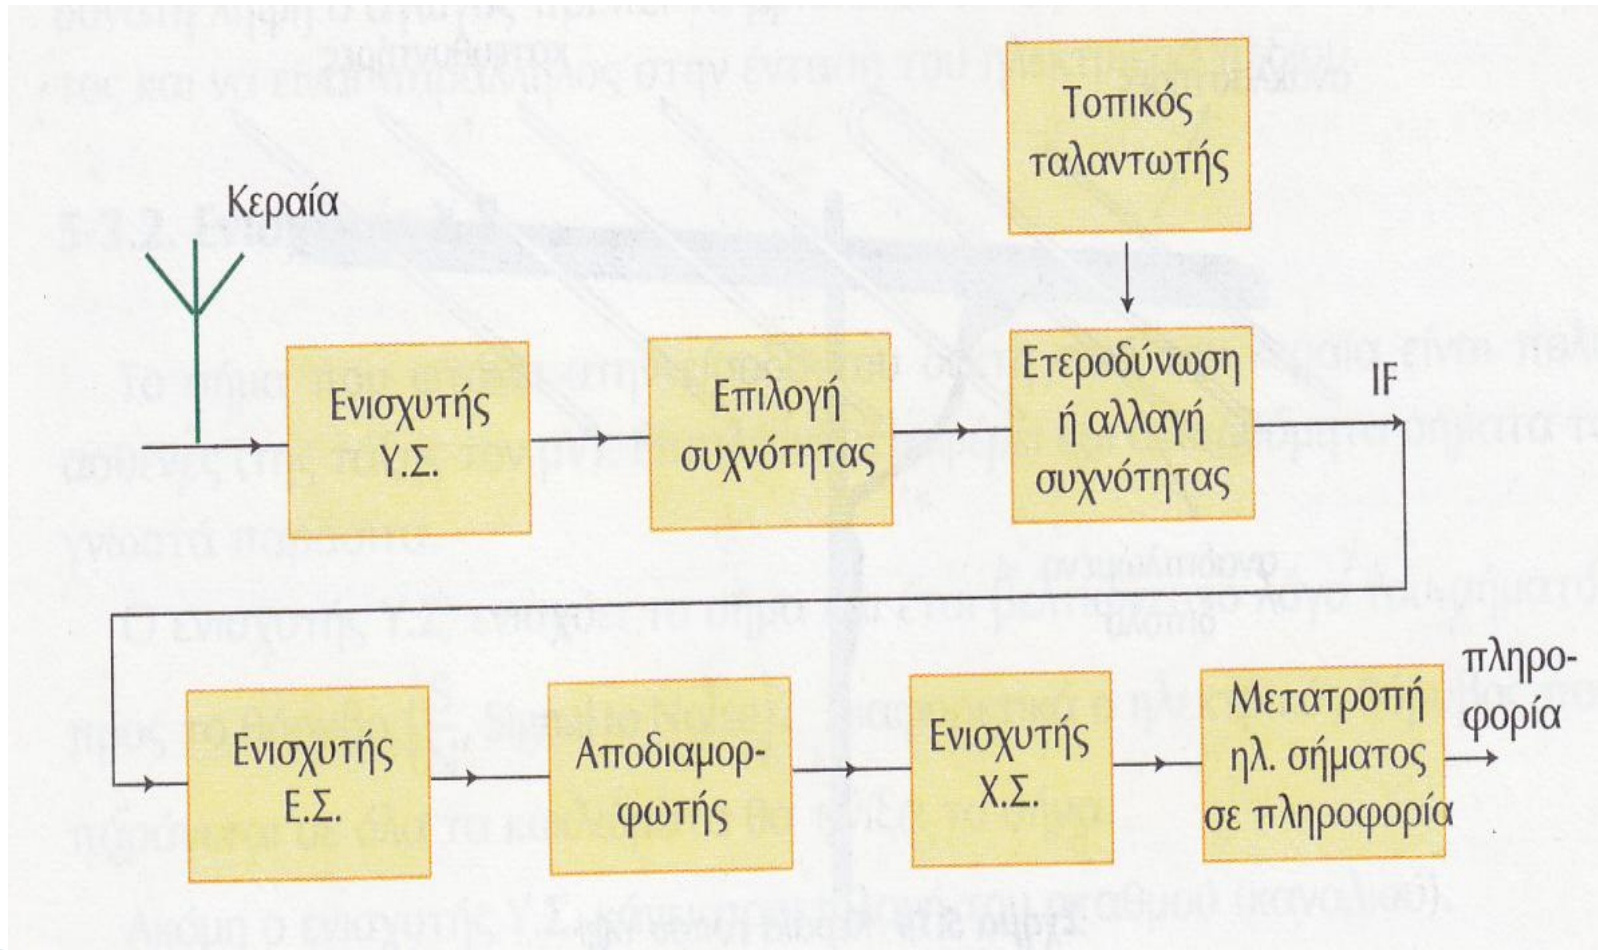 Τοπικός
ταλαντωτής
Κεραία
Ενισχυτής
Υ.Σ.
Επιλογή
συχνότητας
Ετεροδύνωση
ή αλλαγή
συχνότητας
IF
Ενισχυτής
Ε.Σ.
Αποδιαμορ-
φωτής
Ενισχυτής
Χ.Σ.
Μετατροπή
ηλ. σήματος
σε πληροφορία
πληρο-
φορία